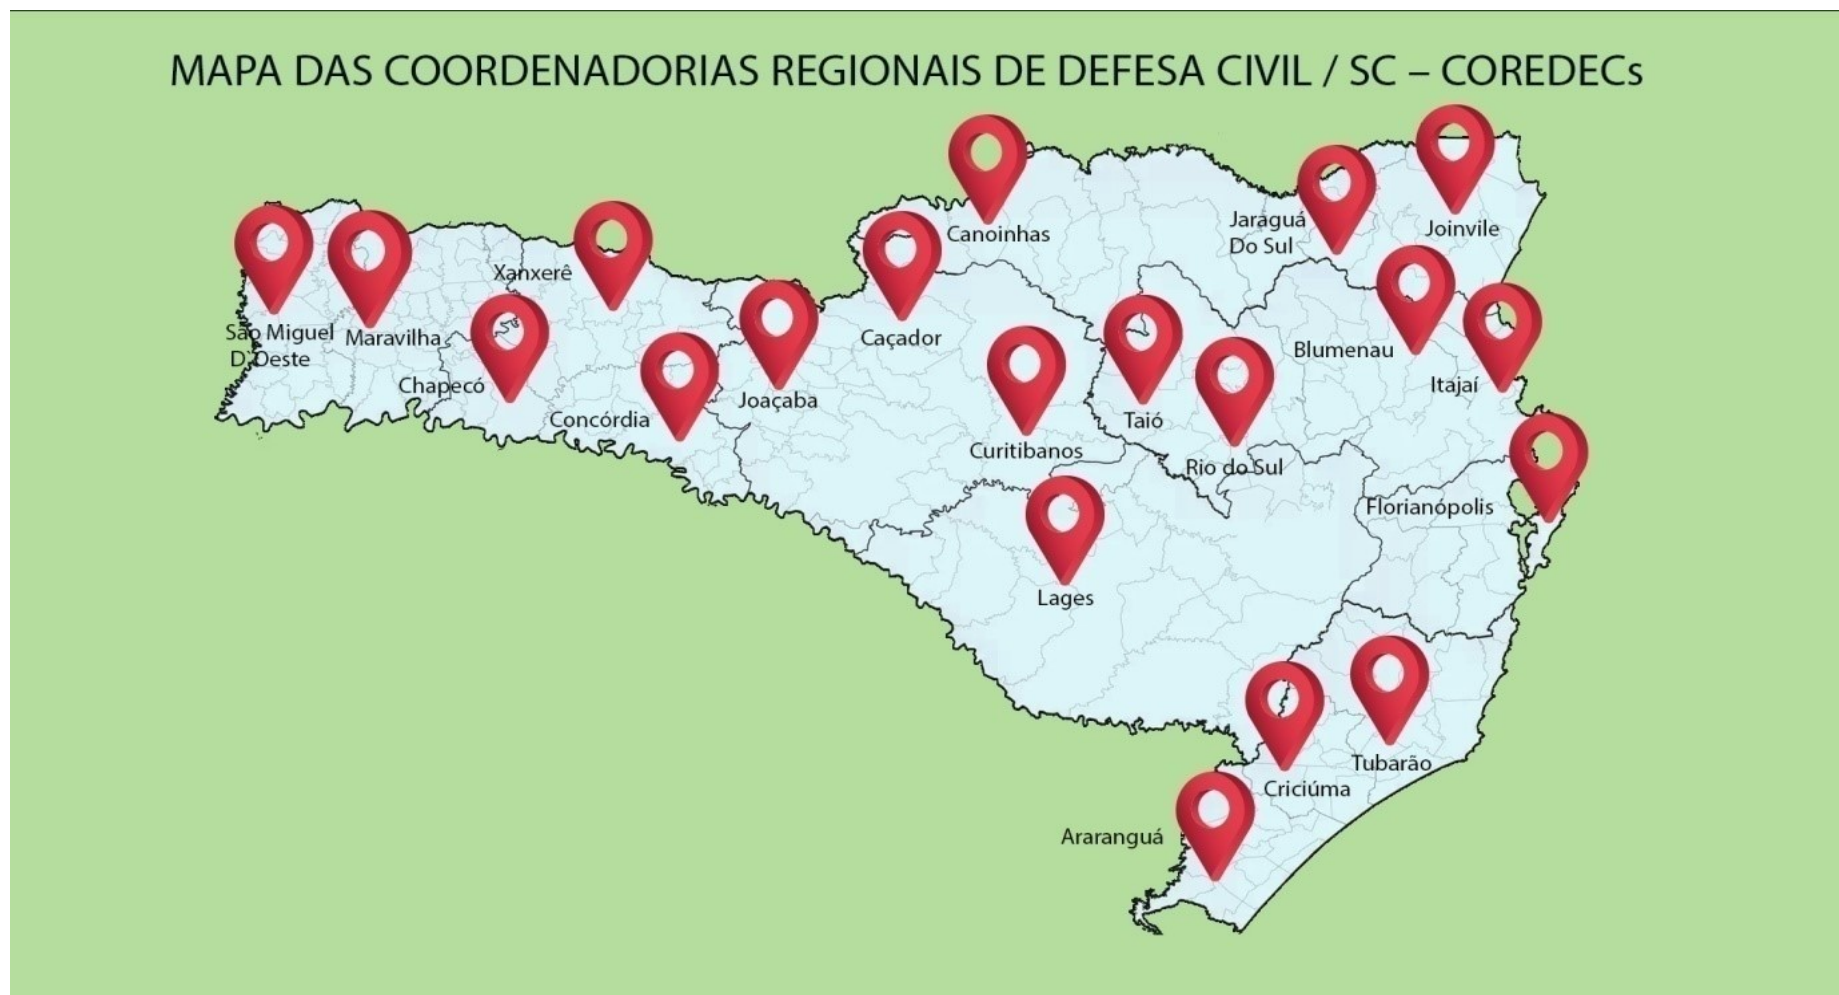 MAPA DAS COORDENADORIAS REGIONAIS DE DEFESA CIVIL / SC – COREDECs
Jaraguá
Do Sul
Joinvile
Canoinhas
Xanxerê
São Miguel
D'Oeste
Maravilha
Caçador
Blumenau
Chapecó
Itajaí
Joaçaba
Concórdia
Taió
Curitibanos
Rio do Sul
Florianópolis
Lages
Tubarão
Criciúma
Araranguá